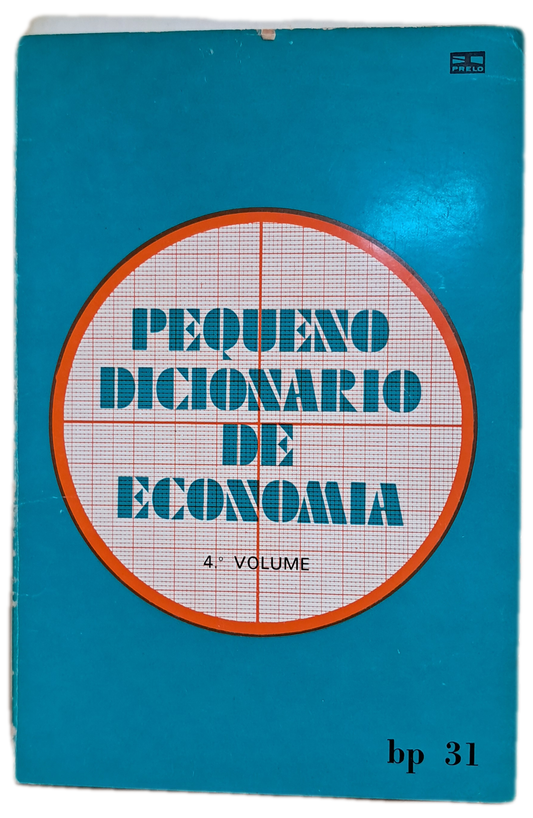 PRELO
PEQUENO
DICIONARIO
DE
ECONOMIA
4.º VOLUME
bp 31